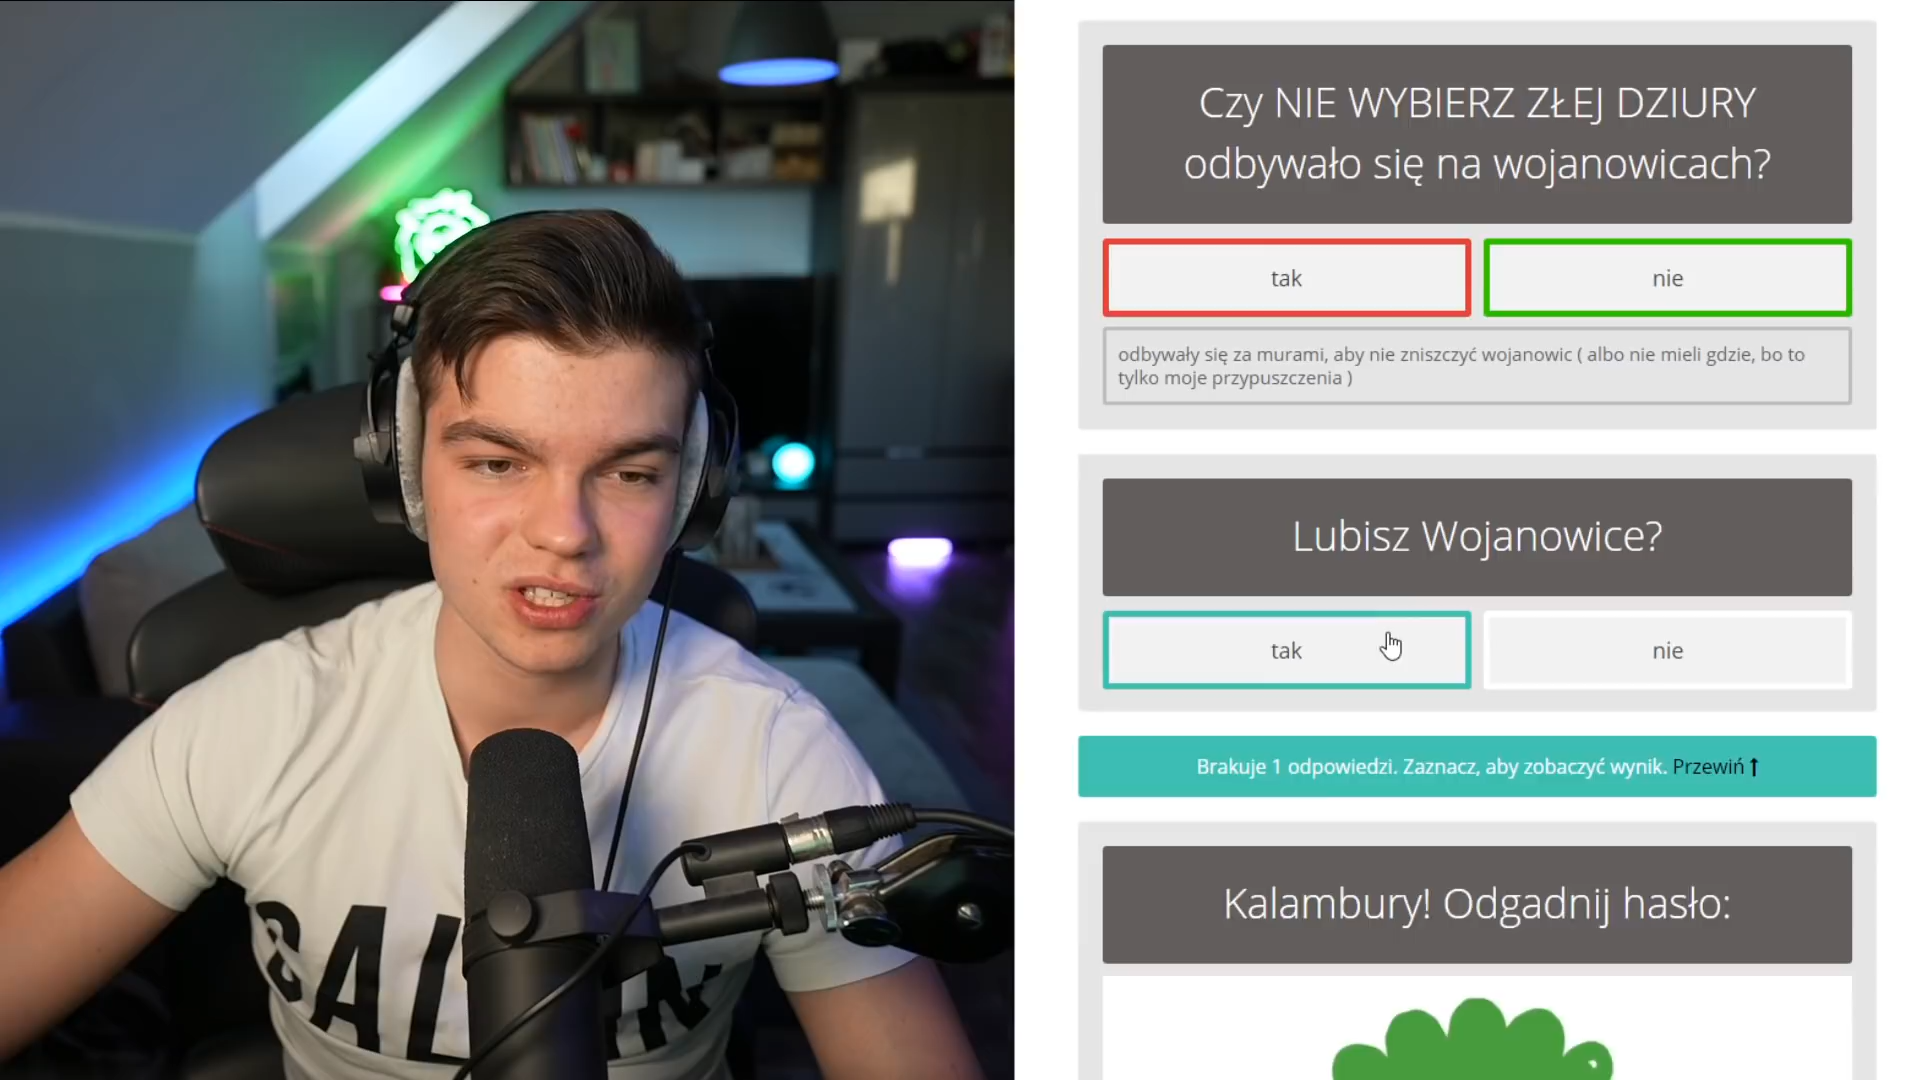 Czy NIE WYBIERZ ZŁEJ DZIURY
odbywało się na wojanowicach?
tak
nie
odbywały się za murami, aby nie zniszczyć wojanowic ( albo nie mieli gdzie, bo to
tylko moje przypuszczenia )
Lubisz Wojanowice?
tak
nie
Brakuje 1 odpowiedzi. Zaznacz, aby zobaczyć wynik. Przewiń
Kalambury! Odgadnij hasło: